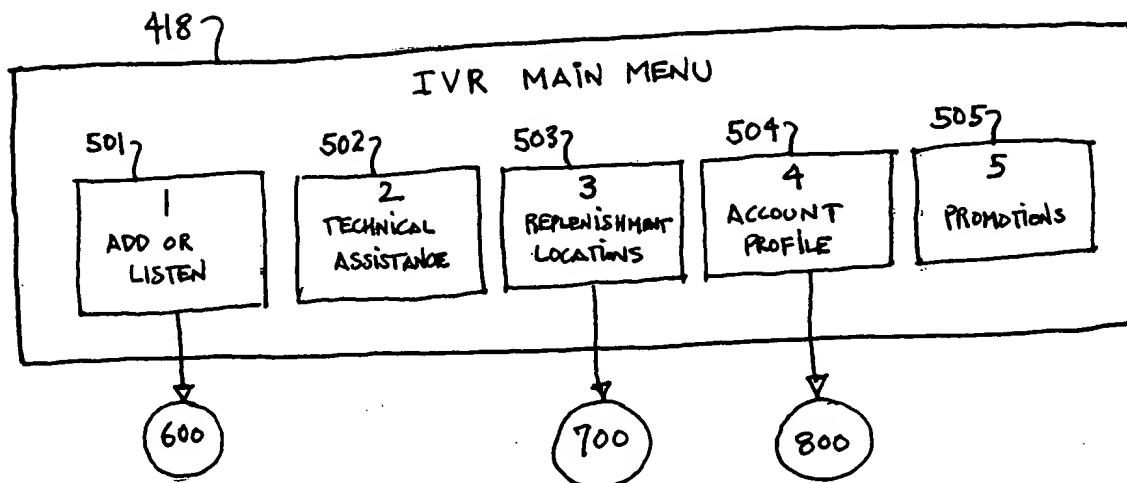 418
IVR MAIN MENU
501
502
503
504
505
1
ADD OR
LISTEN
2
TECHNICAL
ASSISTANCE
3
REPLENISHMENT
LOCATIONS
4
ACCOUNT
PROFILE
5
PROMOTIONS
600
700
800